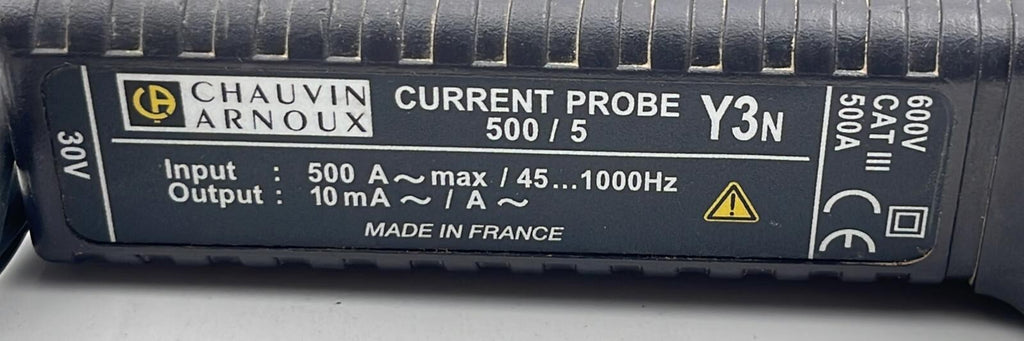 30V
CA CHAUVIN
ARNOUX
CURRENT PROBE
500 / 5
Y3N
Input : 500 A ~ max / 45...1000Hz
Output : 10 mA ~ / A ~
MADE IN FRANCE
600V
CAT III
500A
CE